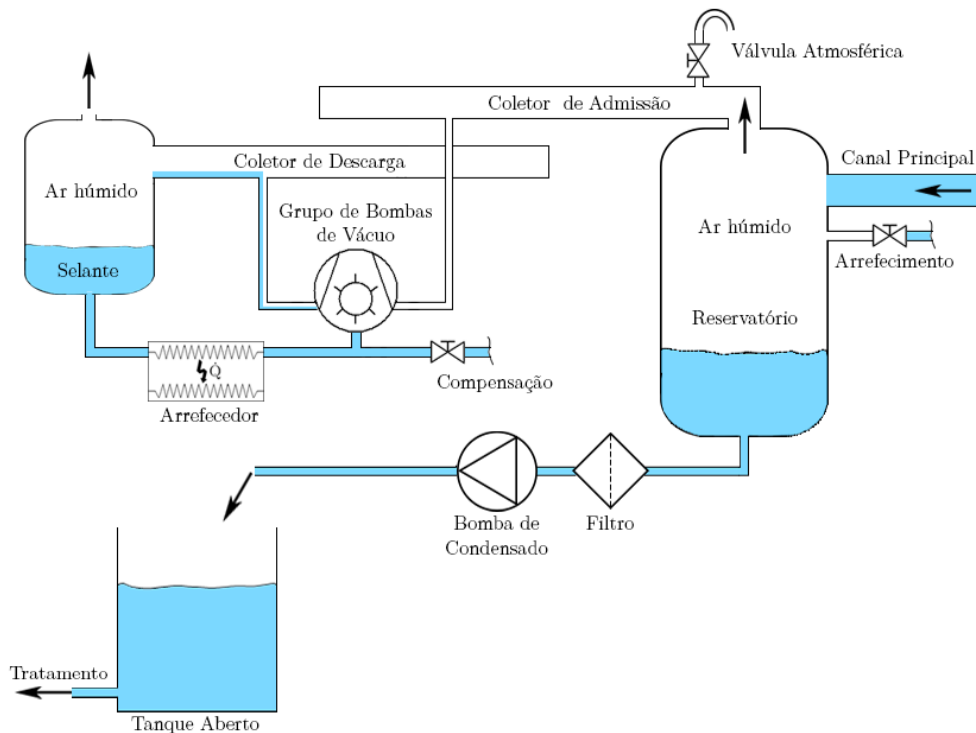 Válvula Atmosférica
Coletor de Admissão
Coletor de Descarga
Canal Principal
Ar húmido
Grupo de Bombas
de Vácuo
Ar húmido
Arrefecimento
Selante
Reservatório
Q̇
Compensação
Arrefecedor
Bomba de
Condensado
Filtro
Tratamento
Tanque Aberto